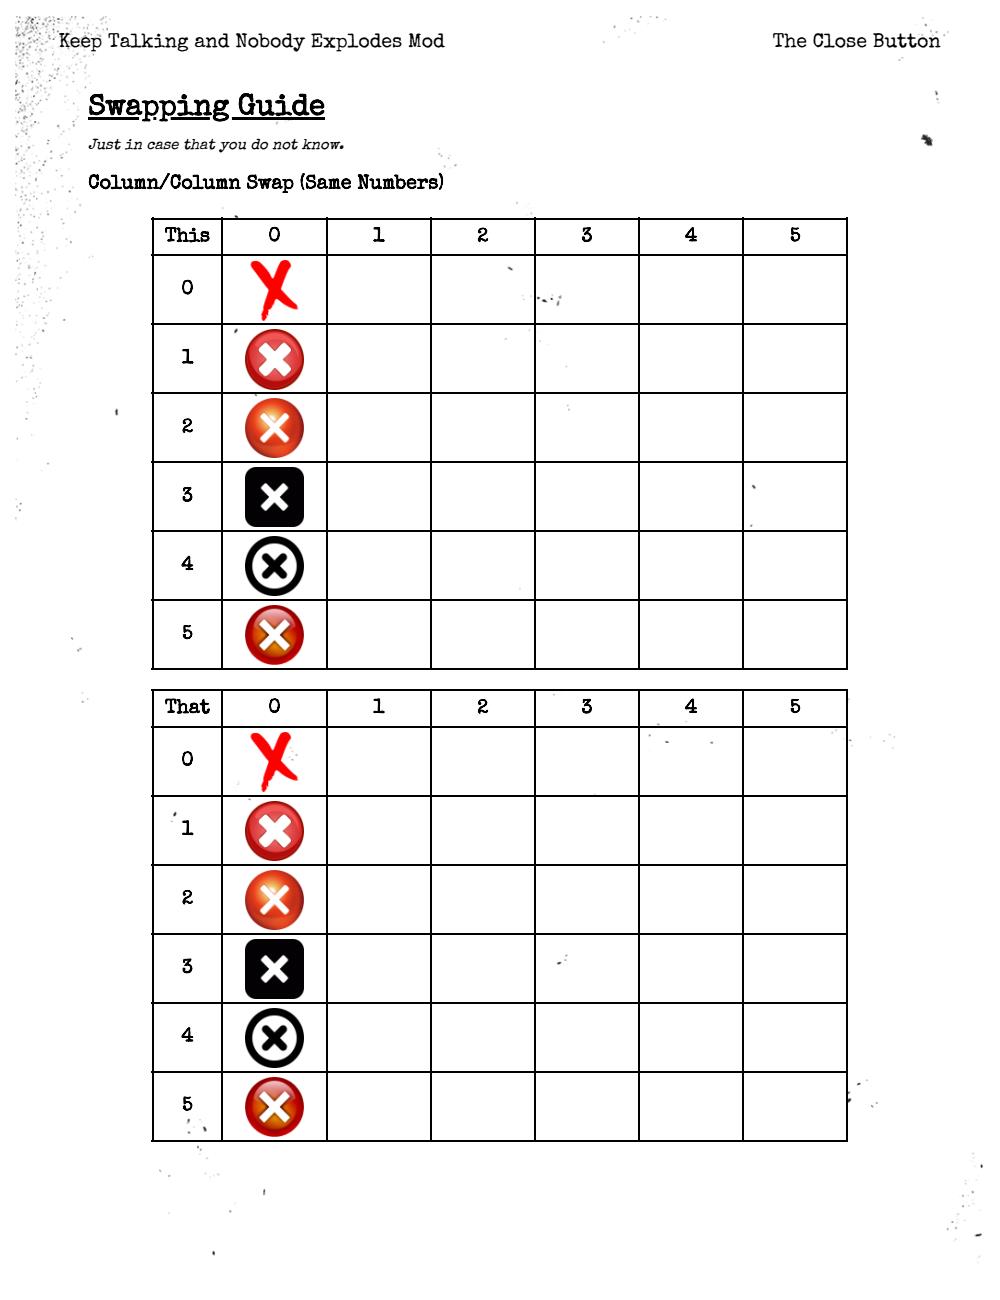 Keep Talking and Nobody Explodes Mod The Close Button
Swapping Guide
Just in case that you do not know.
Column/Column Swap (Same Numbers)
This 0 1 2 3 4 5
0
1
2
3
4
5
That 0 1 2 3 4 5
0
1
2
3
4
5